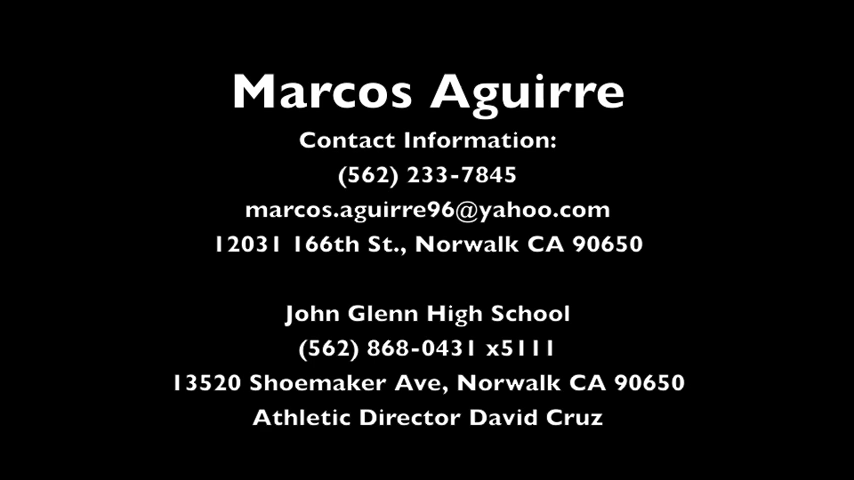 Marcos Aguirre
Contact Information:
(562) 233-7845
marcos.aguirre96@yahoo.com
12031 166th St., Norwalk CA 90650
John Glenn High School
(562) 868-0431 x5111
13520 Shoemaker Ave, Norwalk CA 90650
Athletic Director David Cruz